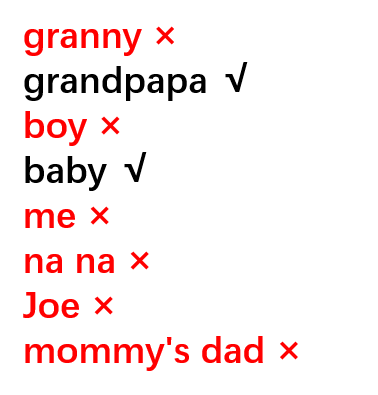 granny ×
grandpapa √
boy ×
baby √
me ×
na na ×
Joe ×
mommy's dad ×